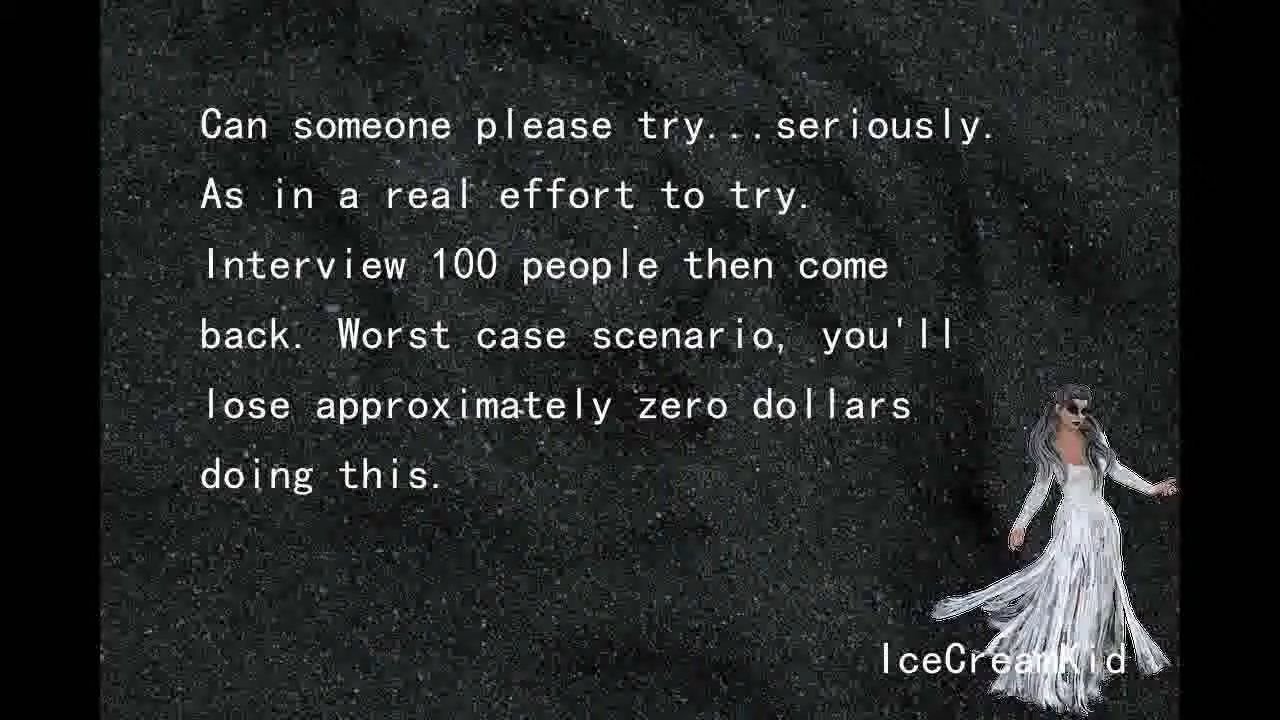 Can someone please try...seriously.
As in a real effort to try.
Interview 100 people then come
back. Worst case scenario, you'll
lose approximately zero dollars
doing this.
IceCreamKid